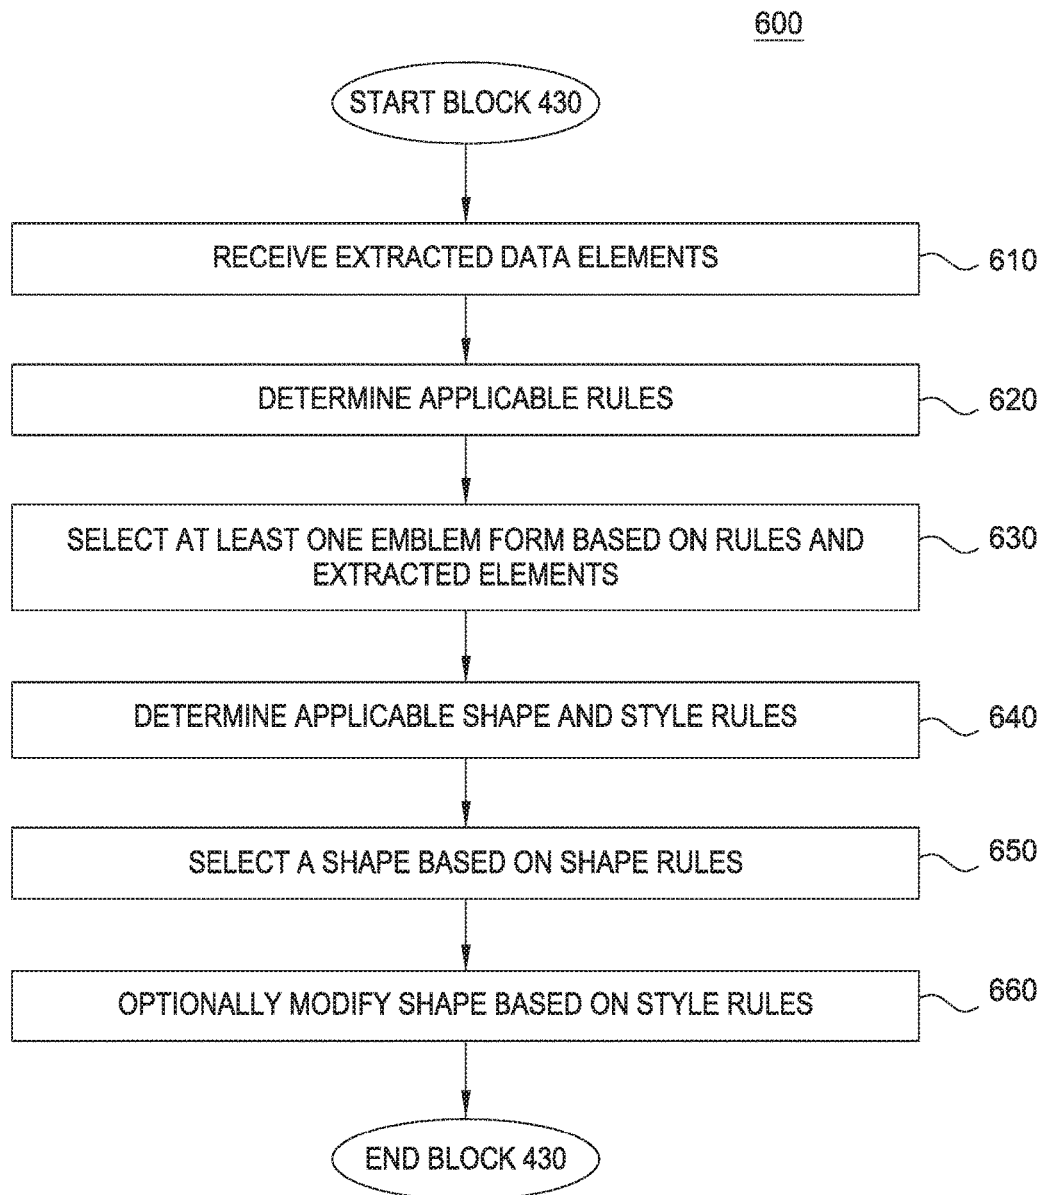 600
START BLOCK 430
RECEIVE EXTRACTED DATA ELEMENTS
610
DETERMINE APPLICABLE RULES
620
SELECT AT LEAST ONE EMBLEM FORM BASED ON RULES AND
EXTRACTED ELEMENTS
630
DETERMINE APPLICABLE SHAPE AND STYLE RULES
640
SELECT A SHAPE BASED ON SHAPE RULES
650
OPTIONALLY MODIFY SHAPE BASED ON STYLE RULES
660
END BLOCK 430